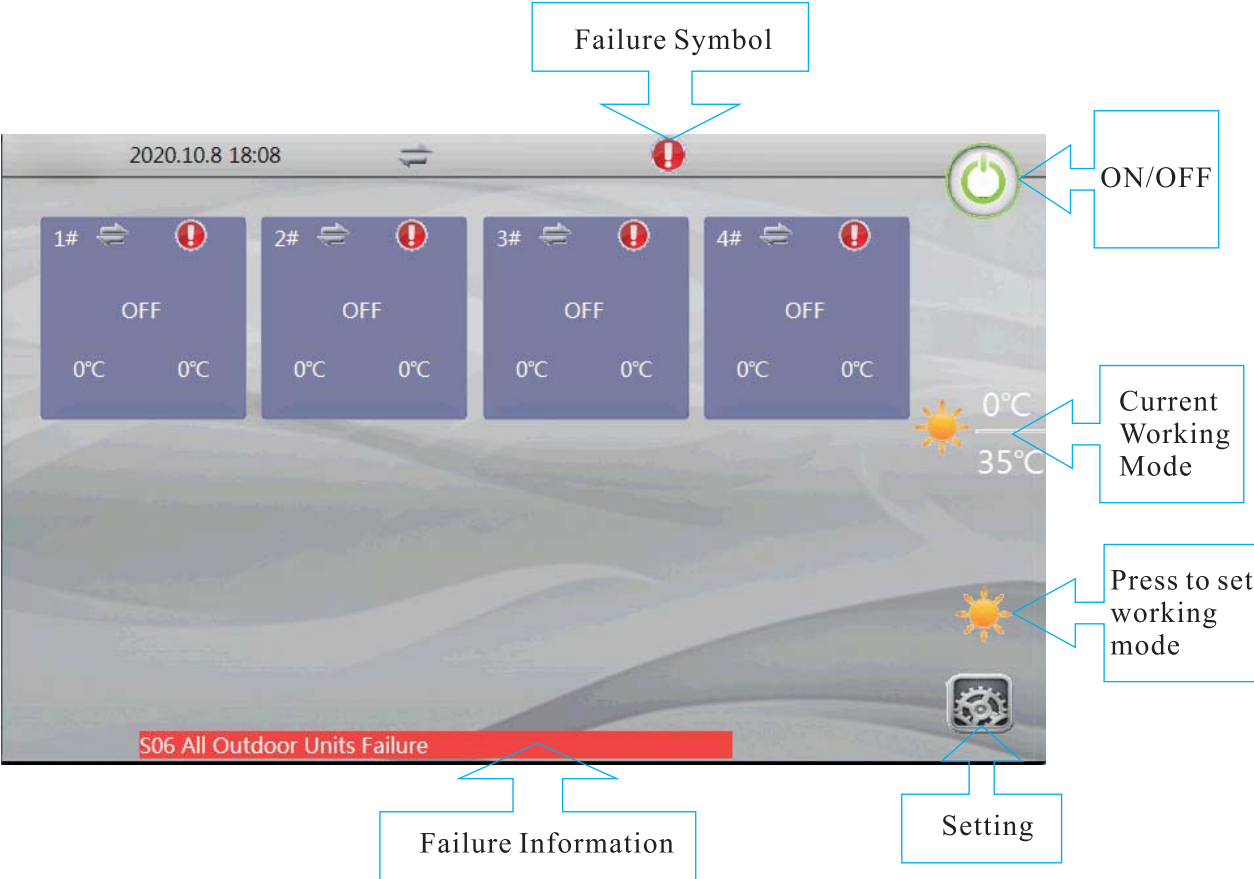 Failure Symbol
2020.10.8 18:08
ON/OFF
1#
2#
3#
4#
OFF
OFF
OFF
OFF
0℃ 0℃
0℃ 0℃
0℃ 0℃
0℃ 0℃
0℃
35℃
Current
Working
Mode
Press to set
working
mode
S06 All Outdoor Units Failure
Setting
Failure Information